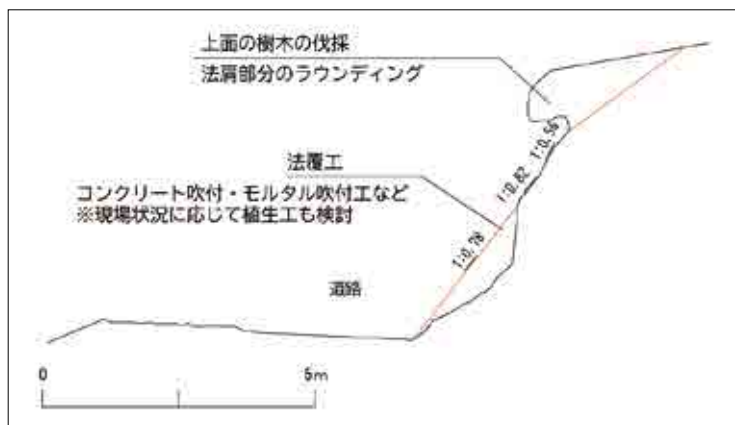 上面の樹木の伐採
法肩部分のラウンディング
法覆工
コンクリート吹付・モルタル吹付工など
※現場状況に応じて植生工も検討
1:0.56
1:0.82
1:0.78
道路
0
5m